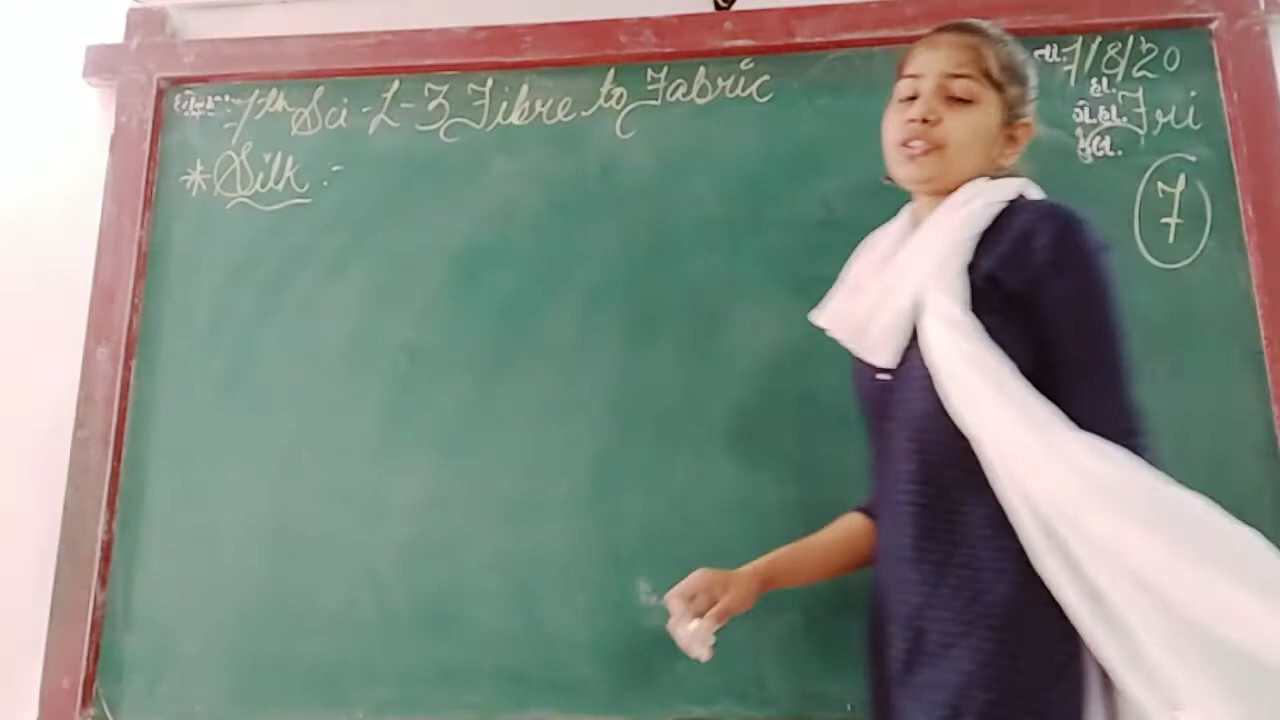 7th Sci - L - 3 Fibre to Fabric
* Silk :-
તા. 7/8/20
હા.
ગે.હા. Fri
કુલ.
7